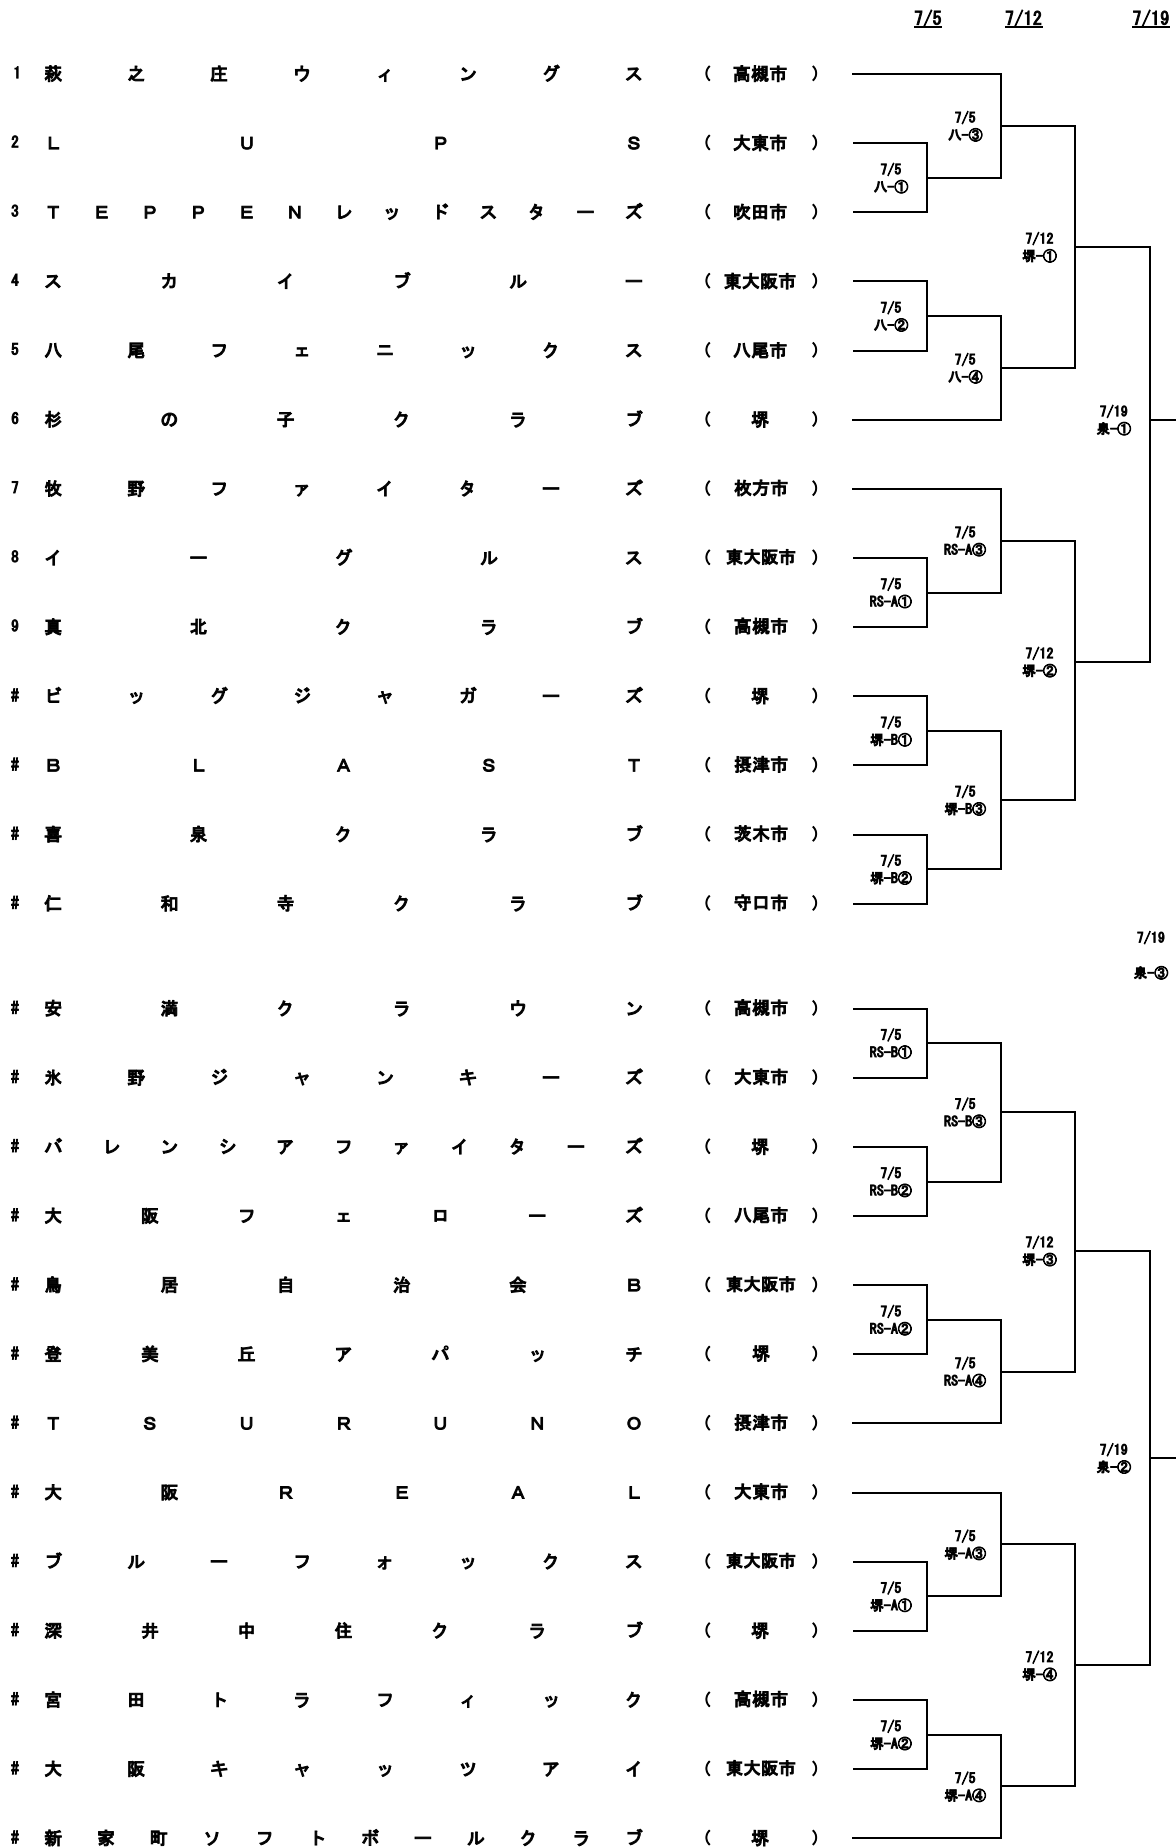 7/5 7/12 7/19
1 萩之庄ウィングス ( 高槻市 )
7/5
八-③
2 LUPS ( 大東市 )
7/5
八-①
3 TEPPENレッドスターズ ( 吹田市 )
7/12
堺-①
4 スカイブルー ( 東大阪市 )
7/5
八-②
5 八尾フェニックス ( 八尾市 )
7/5
八-④
6 杉の子クラブ ( 堺 )
7/19
泉-①
7 牧野ファイターズ ( 枚方市 )
7/5
RS-A③
8 イーグルス ( 東大阪市 )
7/5
RS-A①
9 真北クラブ ( 高槻市 )
7/12
堺-②
# ビッグジャガーズ ( 堺 )
7/5
堺-B①
# BLAST ( 摂津市 )
7/5
堺-B③
# 喜泉クラブ ( 茨木市 )
7/5
堺-B②
# 仁和寺クラブ ( 守口市 )
7/19
泉-③
# 安満クラウン ( 高槻市 )
7/5
RS-B①
# 氷野ジャンキーズ ( 大東市 )
7/5
RS-B③
# バレンシアファイターズ ( 堺 )
7/5
RS-B②
# 大阪フェローズ ( 八尾市 )
7/12
堺-③
# 鳥居自治会B ( 東大阪市 )
7/5
RS-A②
# 登美丘アパッチ ( 堺 )
7/5
RS-A④
# TSURUNO ( 摂津市 )
7/19
泉-②
# 大阪REAL ( 大東市 )
7/5
堺-A③
# ブルーフォックス ( 東大阪市 )
7/5
堺-A①
# 深井中住クラブ ( 堺 )
7/12
堺-④
# 宮田トラフィック ( 高槻市 )
7/5
堺-A②
# 大阪キャッツアイ ( 東大阪市 )
7/5
堺-A④
# 新家町ソフトボールクラブ ( 堺 )